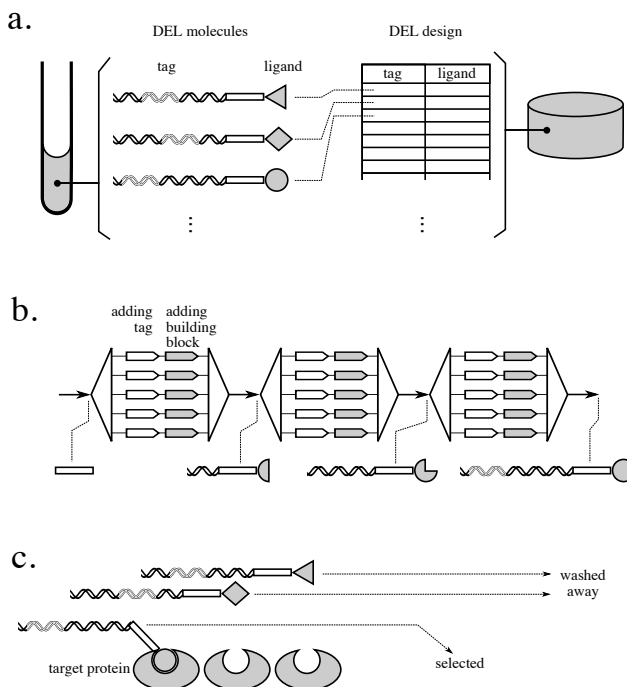 a.
DEL molecules
DEL design
tag
ligand
tag
ligand
b.
adding
tag
adding
building
block
c.
washed
away
target protein
selected